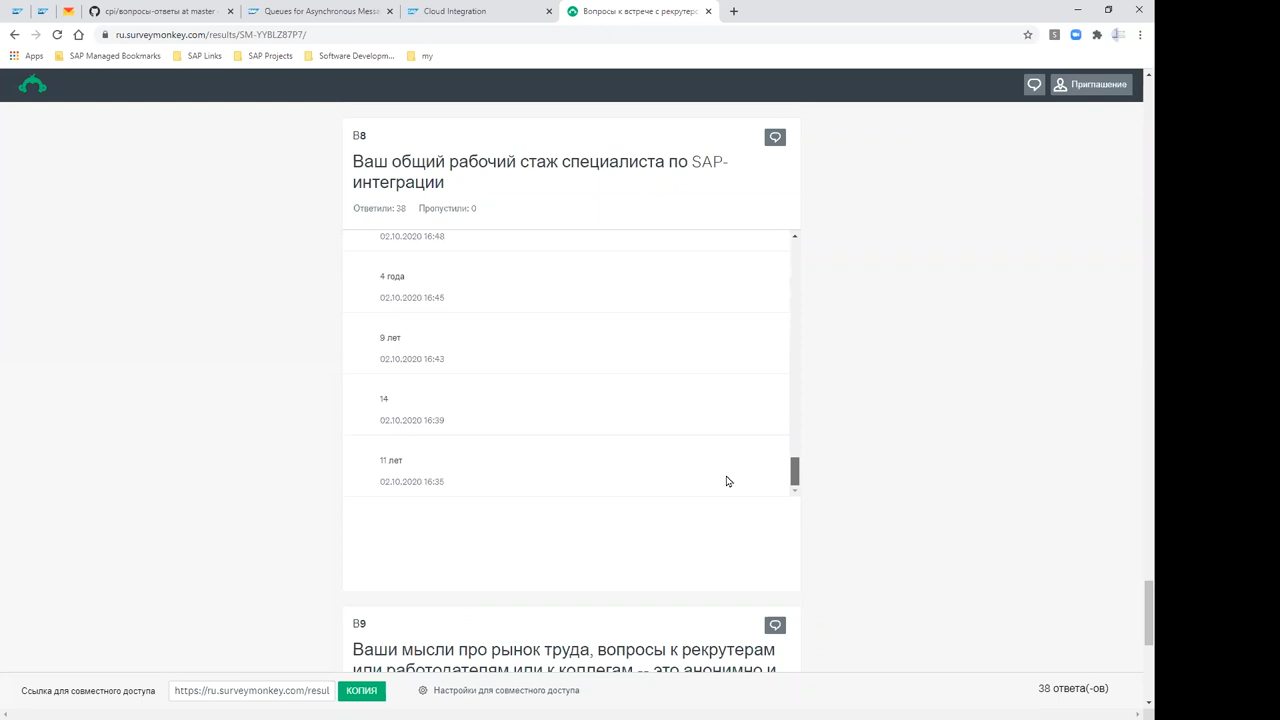 cpi/вопросы-ответы at master
Queues for Asynchronous Messa
Cloud Integration
Вопросы к встрече с рекрутеро
ru.surveymonkey.com/results/SM-YYBLZ87P7/
Apps
SAP Managed Bookmarks
SAP Links
SAP Projects
Software Developm...
my
Приглашение
В8
Ваш общий рабочий стаж специалиста по SAP-
интеграции
Ответили: 38 Пропустили: 0
02.10.2020 16:48
4 года
02.10.2020 16:45
9 лет
02.10.2020 16:43
14
02.10.2020 16:39
11 лет
02.10.2020 16:35
В9
Ваши мысли про рынок труда, вопросы к рекрутерам
или работодателям или к коллегам -- это анонимно и
Ссылка для совместного доступа
https://ru.surveymonkey.com/resul
КОПИЯ
Настройки для совместного доступа
38 ответа(-ов)